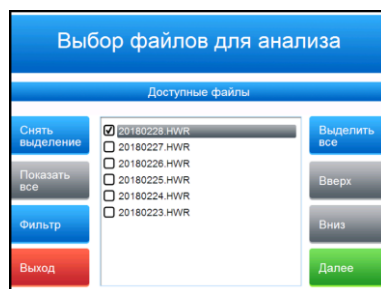 Выбор файлов для анализа
Доступные файлы
Снять
выделение
Показать
все
Фильтр
Выход
20180228.HWR
20180227.HWR
20180226.HWR
20180225.HWR
20180224.HWR
20180223.HWR
Выделить
все
Вверх
Вниз
Далее